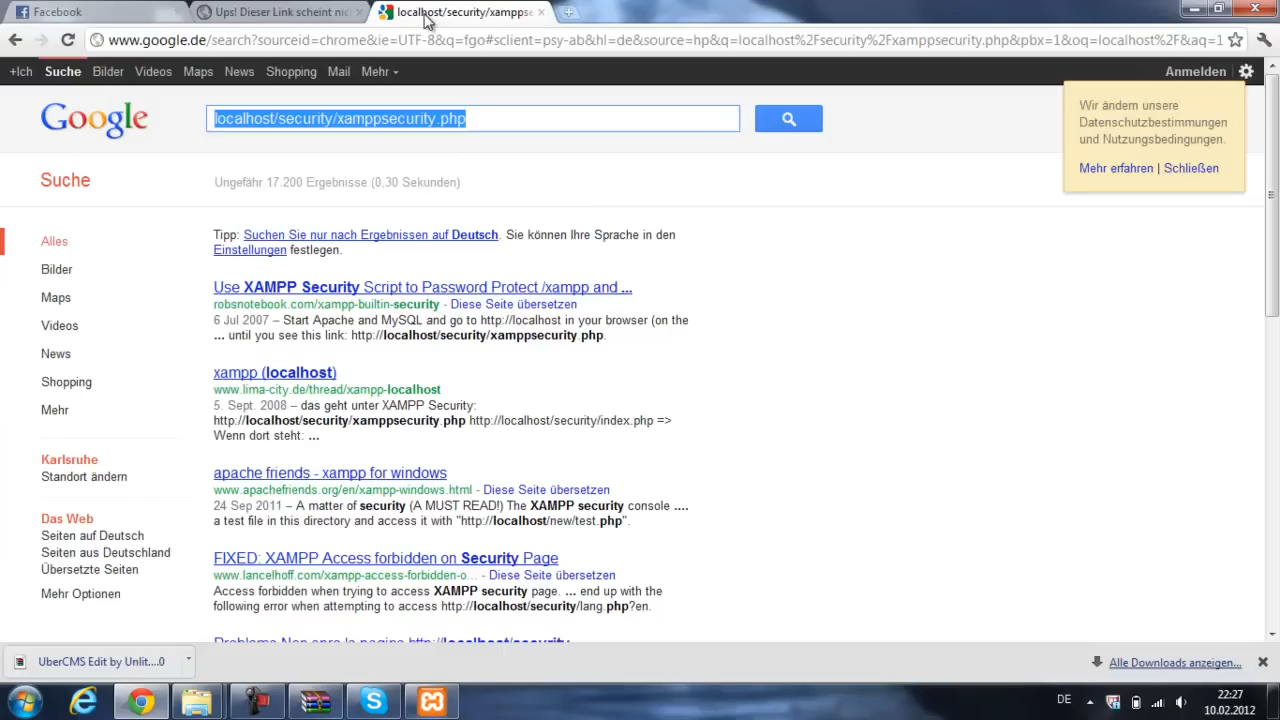 Facebook
Ups! Dieser Link scheint nic
localhost/security/xampps
www.google.de/search?sourceid=chrome&ie=UTF-8&q=fgo#sclient=psy-ab&hl=de&source=hp&q=localhost%2Fsecurity%2Fxamppsecurity.php&pbx=1&oq=localhost%2F&aq=1
+Ich Suche Bilder Videos Maps News Shopping Mail Mehr
Anmelden
Google
localhost/security/xamppsecurity.php
Wir ändern unsere
Datenschutzbestimmungen
und Nutzungsbedingungen.
Mehr erfahren | Schließen
Suche
Ungefähr 17.200 Ergebnisse (0,30 Sekunden)
Alles
Bilder
Maps
Videos
News
Shopping
Mehr
Karlsruhe
Standort ändern
Das Web
Seiten auf Deutsch
Seiten aus Deutschland
Übersetzte Seiten
Mehr Optionen
Tipp: Suchen Sie nur nach Ergebnissen auf Deutsch. Sie können Ihre Sprache in den
Einstellungen festlegen.
Use XAMPP Security Script to Password Protect /xampp and ...
robsnotebook.com/xampp-builtin-security - Diese Seite übersetzen
6 Jul 2007 – Start Apache and MySQL and go to http://localhost in your browser (on the
... until you see this link: http://localhost/security/xamppsecurity.php.
xampp (localhost)
www.lima-city.de/thread/xampp-localhost
5. Sept. 2008 – das geht unter XAMPP Security:
http://localhost/security/xamppsecurity.php http://localhost/security/index.php =>
Wenn dort steht: ...
apache friends - xampp for windows
www.apachefriends.org/en/xampp-windows.html - Diese Seite übersetzen
24 Sep 2011 – A matter of security (A MUST READ!) The XAMPP security console ....
a test file in this directory and access it with "http://localhost/new/test.php".
FIXED: XAMPP Access forbidden on Security Page
www.lancelhoff.com/xampp-access-forbidden-o... - Diese Seite übersetzen
Access forbidden when trying to access XAMPP security page. ... end up with the
following error when attempting to access http://localhost/security/lang.php?en.
Problems Non apro la pagina http://localhost/security
UberCMS Edit by Unlit....0
Alle Downloads anzeigen...
DE
22:27
10.02.2012